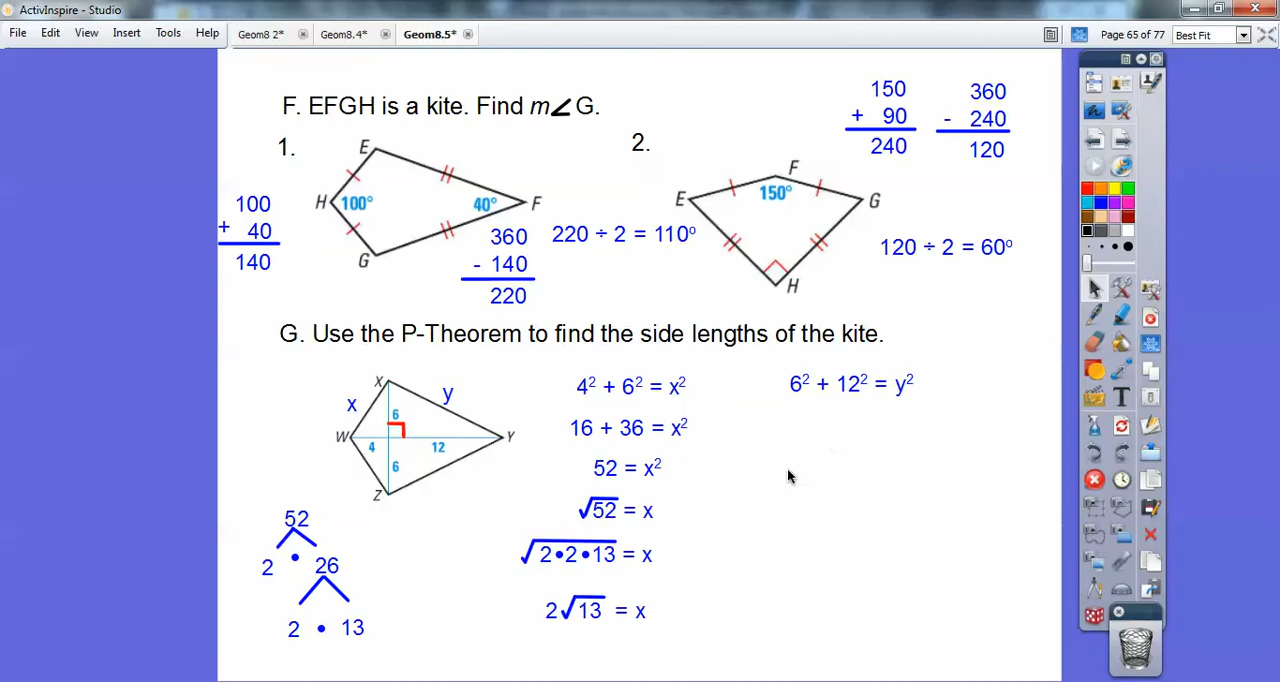 ActivInspire - Studio
File Edit View Insert Tools Help
Geom8 2* Geom8.4* Geom8.5*
Page 65 of 77
Best Fit
F. EFGH is a kite. Find m∠ G.
1.
E
H 100° 40° F
G
100
+ 40
140
360
- 140
220
220 ÷ 2 = 110º
2.
F
E 150° G
H
150
+ 90
240
360
- 240
120
120 ÷ 2 = 60º
G. Use the P-Theorem to find the side lengths of the kite.
X
x y
6
W 4 12 Y
6
Z
52
2 • 26
2 • 13
4² + 6² = x²
16 + 36 = x²
52 = x²
√52 = x
√2•2•13 = x
2√13 = x
6² + 12² = y²